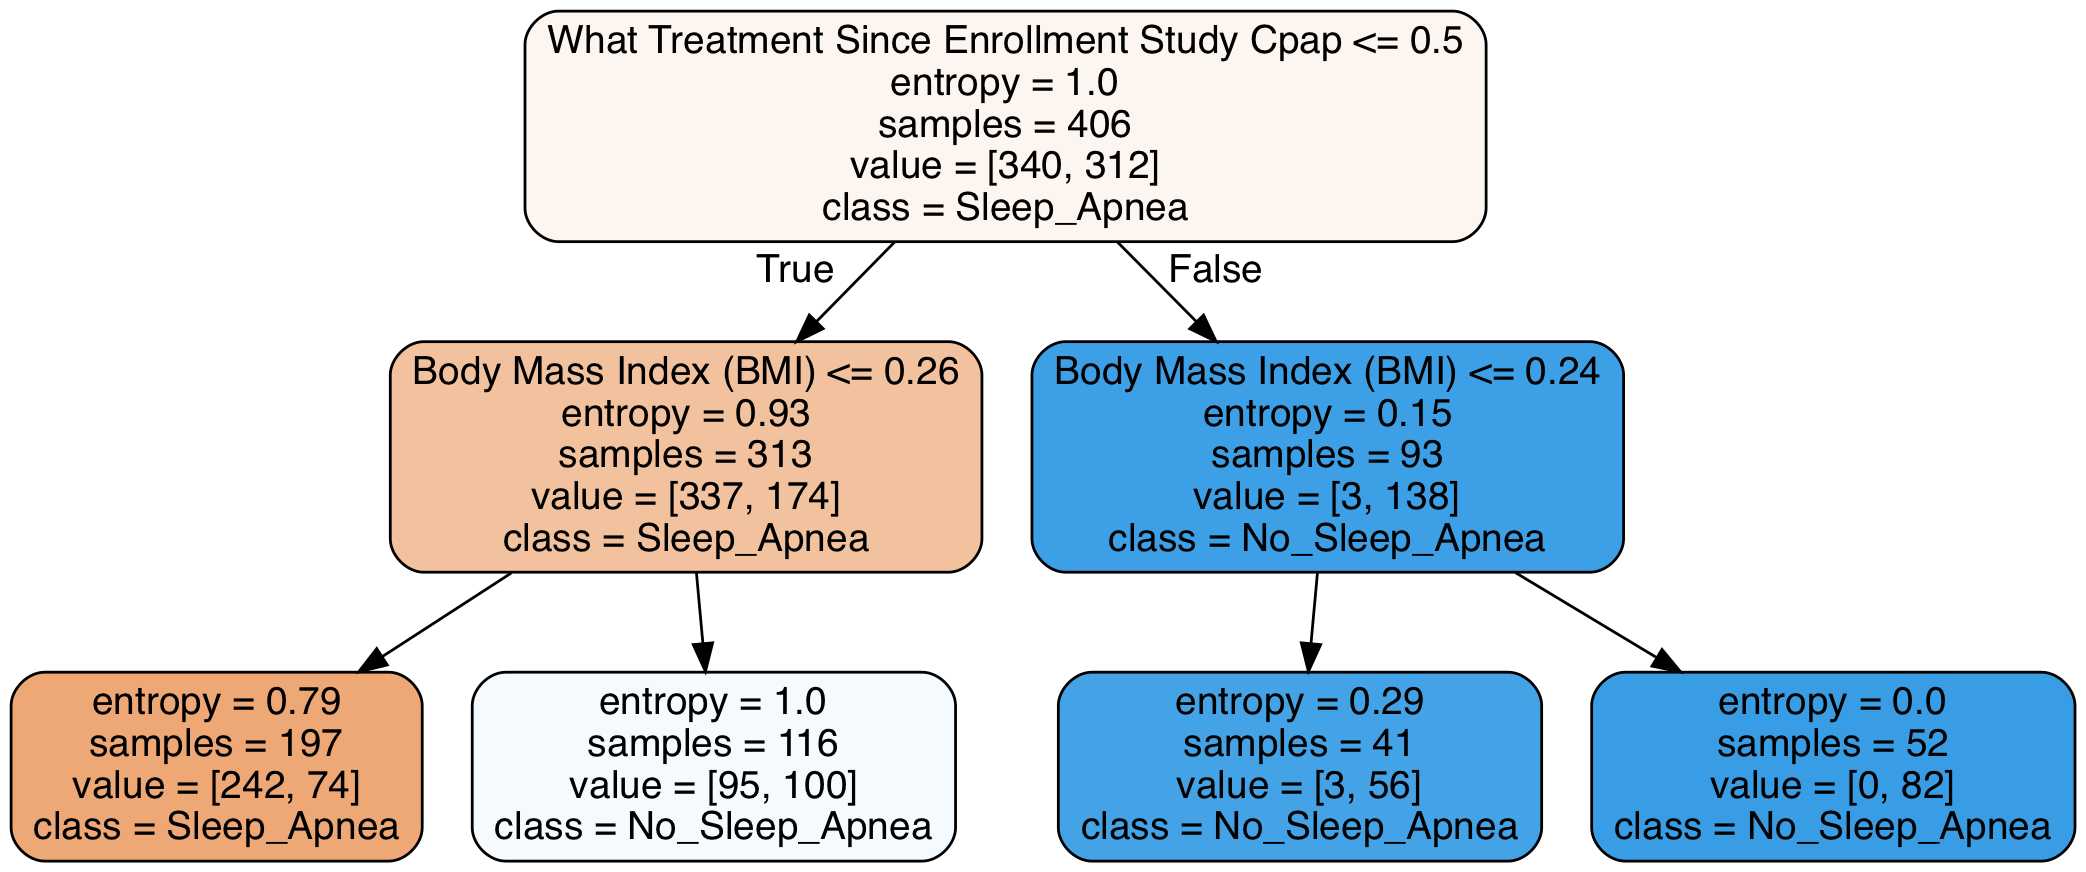 What Treatment Since Enrollment Study Cpap <= 0.5
entropy = 1.0
samples = 406
value = [340, 312]
class = Sleep_Apnea
True
False
Body Mass Index (BMI) <= 0.26
entropy = 0.93
samples = 313
value = [337, 174]
class = Sleep_Apnea
Body Mass Index (BMI) <= 0.24
entropy = 0.15
samples = 93
value = [3, 138]
class = No_Sleep_Apnea
entropy = 0.79
samples = 197
value = [242, 74]
class = Sleep_Apnea
entropy = 1.0
samples = 116
value = [95, 100]
class = No_Sleep_Apnea
entropy = 0.29
samples = 41
value = [3, 56]
class = No_Sleep_Apnea
entropy = 0.0
samples = 52
value = [0, 82]
class = No_Sleep_Apnea